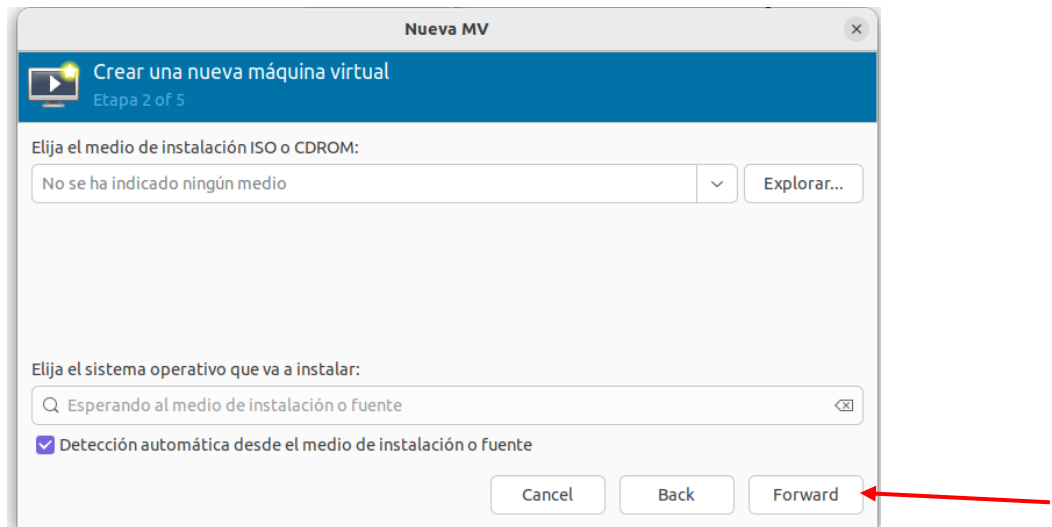 Nueva MV
Crear una nueva máquina virtual
Etapa 2 of 5
Elija el medio de instalación ISO o CDROM:
No se ha indicado ningún medio
Explorar...
Elija el sistema operativo que va a instalar:
Esperando al medio de instalación o fuente
Detección automática desde el medio de instalación o fuente
Cancel Back Forward